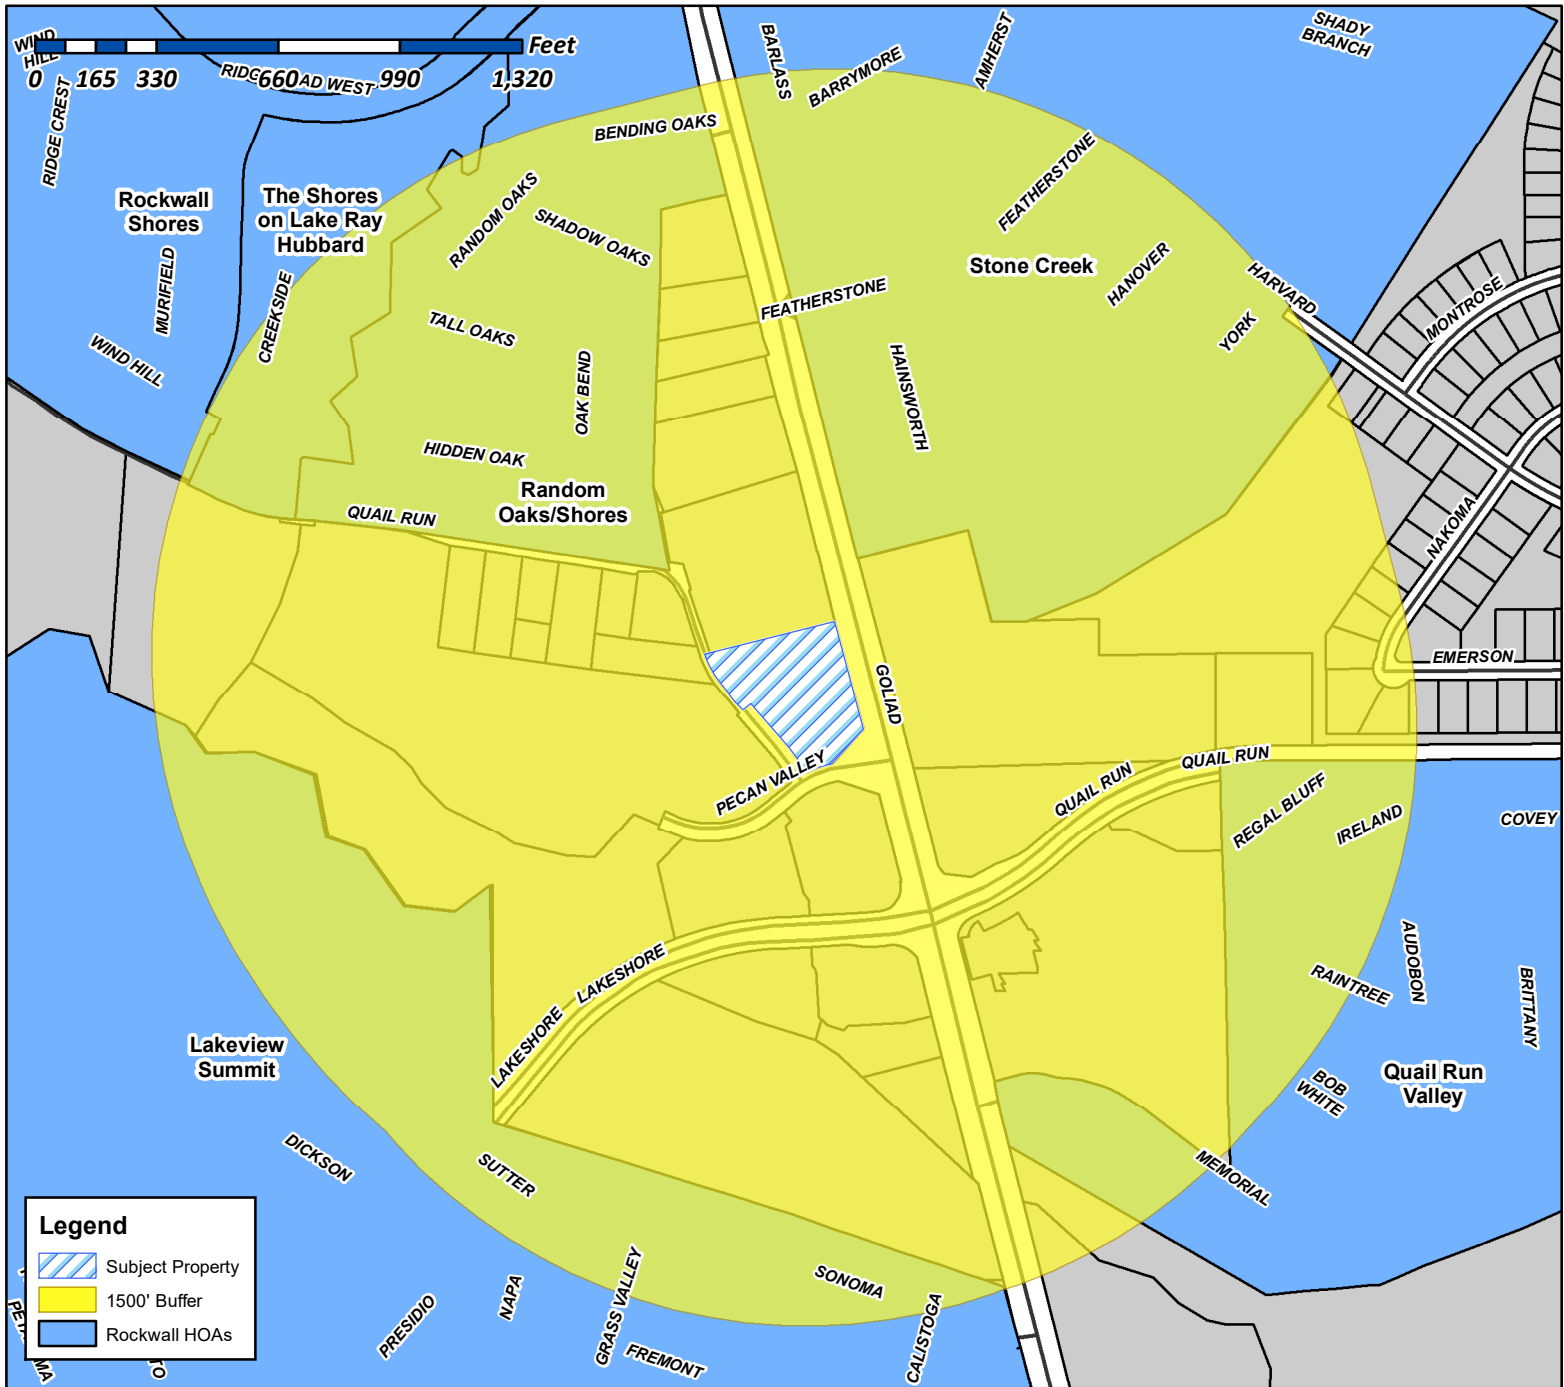 WIND
HILL
Feet
0 165 330 660 990 1,320
RIDGE CREST
BARLASS
BARRYMORE
AMHERST
SHADY
BRANCH
BENDING OAKS
Rockwall
Shores
The Shores
on Lake Ray
Hubbard
RANDOM OAKS
SHADOW OAKS
FEATHERSTONE
Stone Creek
HANOVER
HARVARD
MONTROSE
MURIFIELD
CREEKSIDE
FEATHERSTONE
YORK
WIND HILL
TALL OAKS
OAK BEND
HAINSWORTH
HIDDEN OAK
Random
Oaks/Shores
QUAIL RUN
NAKOMA
EMERSON
GOLIAD
PECAN VALLEY
QUAIL RUN
QUAIL RUN
REGAL BLUFF
IRELAND
COVEY
LAKESHORE
LAKESHORE
AUDOBON
RAINTREE
BRITTANY
Lakeview
Summit
Quail Run
Valley
BOB
WHITE
DICKSON
SUTTER
MEMORIAL
Legend
Subject Property
1500' Buffer
Rockwall HOAs
PRESIDIO
NAPA
GRASS VALLEY
FREMONT
SONOMA
CALISTOGA